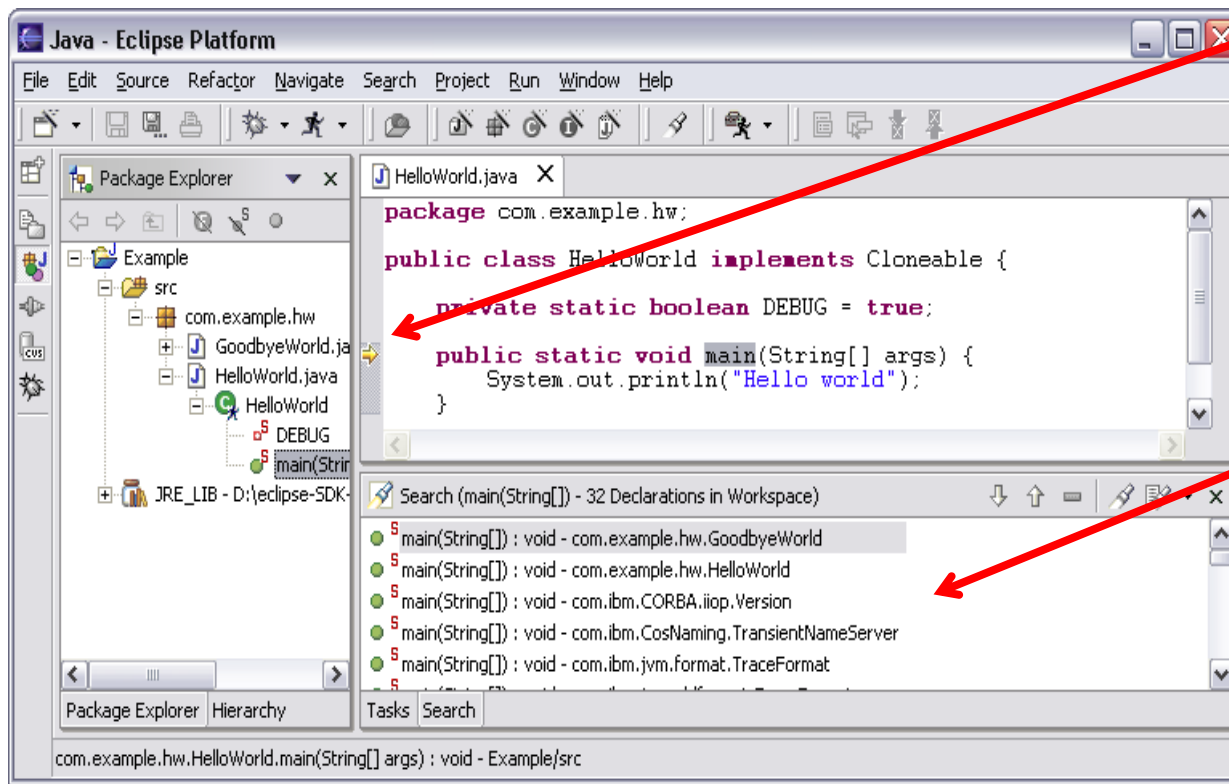 Java - Eclipse Platform
File Edit Source Refactor Navigate Search Project Run Window Help
Package Explorer
Example
src
com.example.hw
GoodbyeWorld.ja
HelloWorld.java
HelloWorld
DEBUG
main(Strin
JRE_LIB - D:\eclipse-SDK-
Package Explorer Hierarchy
HelloWorld.java
package com.example.hw;
public class HelloWorld implements Cloneable {
private static boolean DEBUG = true;
public static void main(String[] args) {
System.out.println("Hello world");
}
Search (main(String[]) - 32 Declarations in Workspace)
main(String[]) : void - com.example.hw.GoodbyeWorld
main(String[]) : void - com.example.hw.HelloWorld
main(String[]) : void - com.ibm.CORBA.iiop.Version
main(String[]) : void - com.ibm.CosNaming.TransientNameServer
main(String[]) : void - com.ibm.jvm.format.TraceFormat
Tasks Search
com.example.hw.HelloWorld.main(String[] args) : void - Example/src